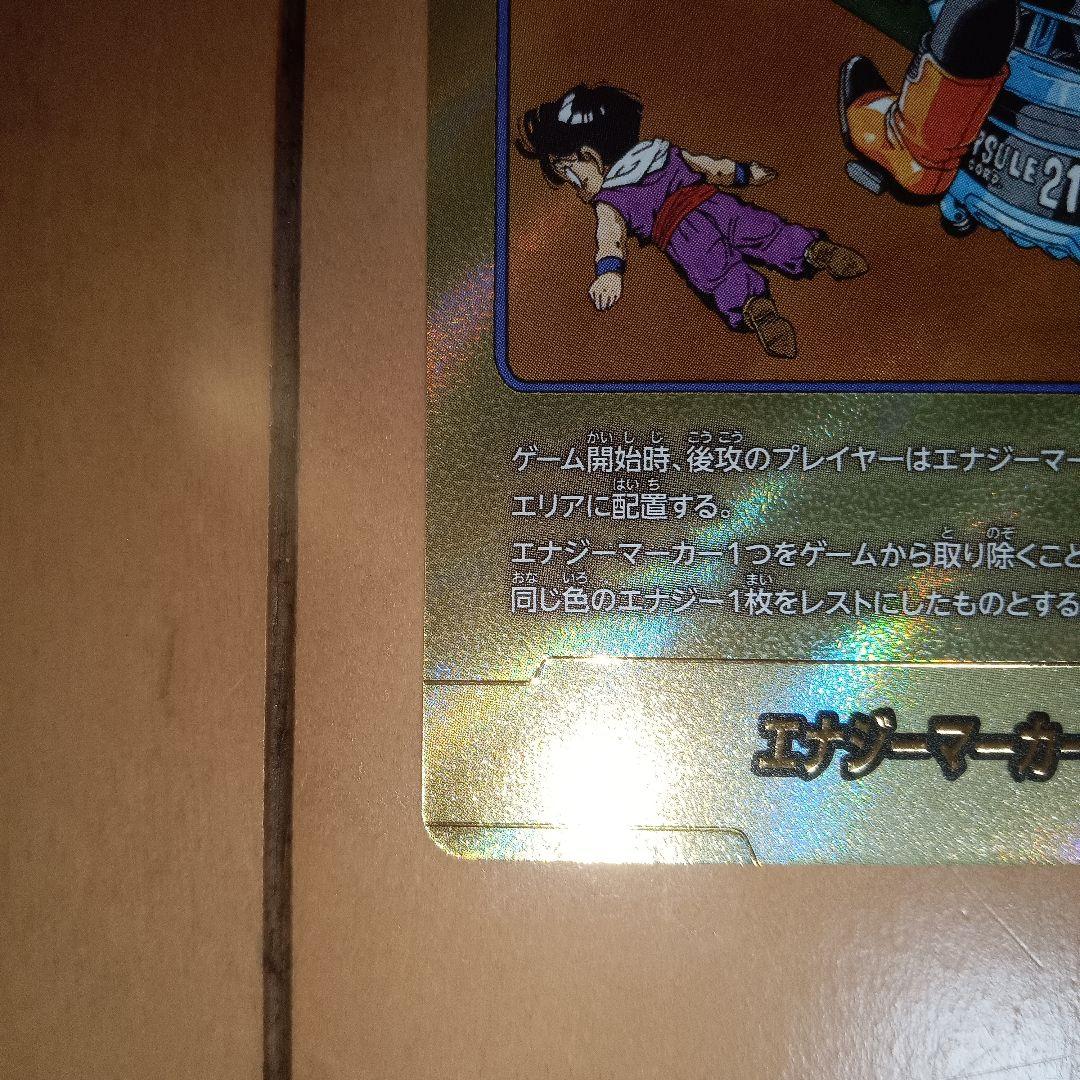 PSULE 21
CORP.
ゲーム開始時、後攻のプレイヤーはエナジーマー
エリアに配置する。
エナジーマーカー1つをゲームから取り除くこと
同じ色のエナジー1枚をレストにしたものとする
エナジーマーカー